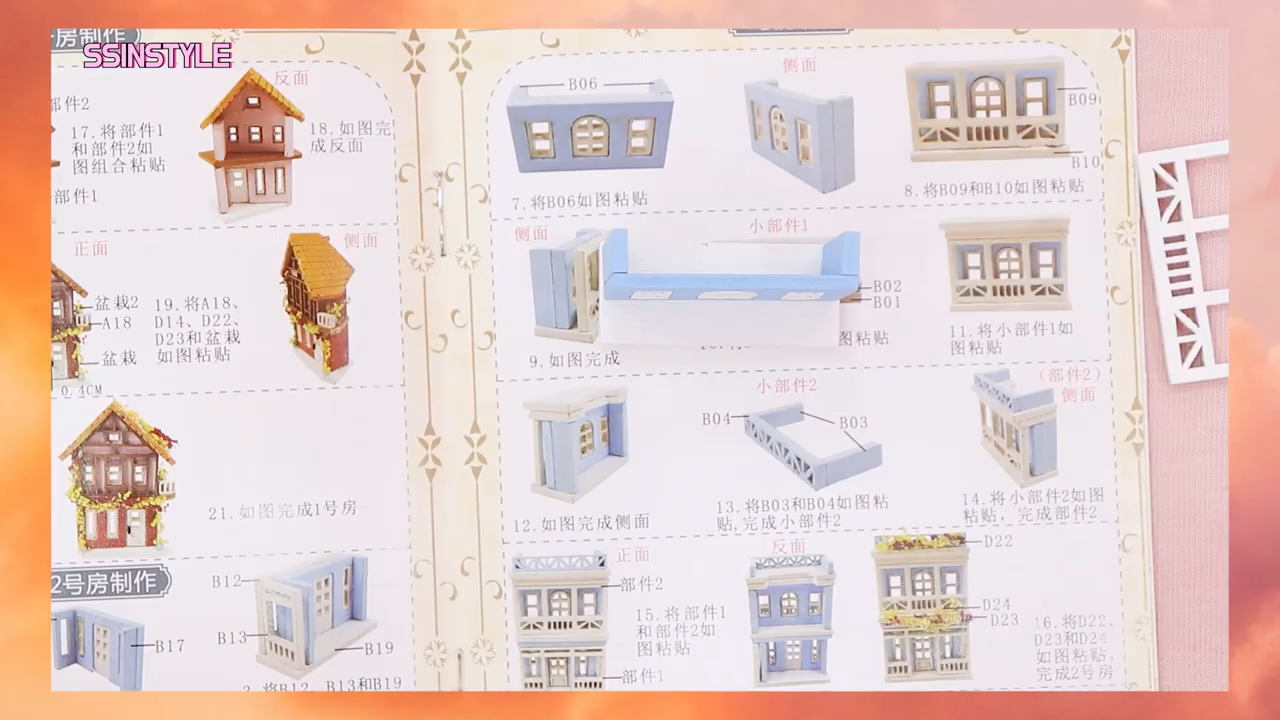 号房制作
SSINSTYLE
部件2
17.将部件1
和部件2如
图组合粘贴
部件1
反面
18.如图完
成反面
正面
盆栽2
A18
盆栽
0.4CM
19.将A18、
D14、D22、
D23和盆栽
如图粘贴
侧面
21.如图完成1号房
2号房制作
B17
B12
B13
B19
3.将B12、B13和B19
B06
7.将B06如图粘贴
侧面
B09
B10
8.将B09和B10如图粘贴
侧面
9.如图完成
小部件1
B02
B01
图粘贴
11.将小部件1如
图粘贴
12.如图完成侧面
小部件2
B04
B03
13.将B03和B04如图粘
贴,完成小部件2
(部件2)
侧面
14.将小部件2如图
粘贴，完成部件2
正面
部件2
15.将部件1
和部件2如
图粘贴
部件1
反面
D22
D24
D23
16.将D22、
D23和D24
如图粘贴,
完成2号房